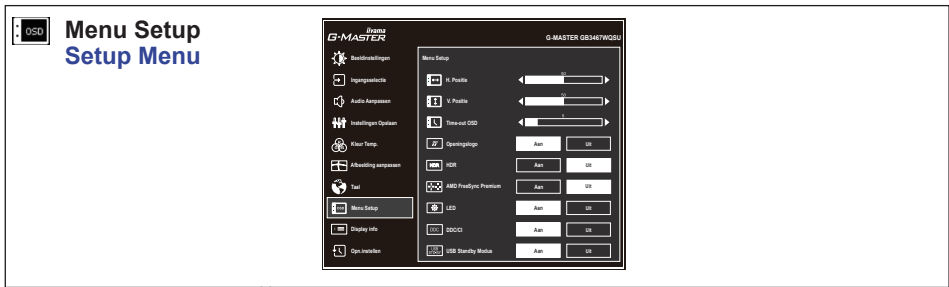 OSD Menu Setup
Setup Menu
iiyama
G-MASTER
G-MASTER GB3467WQSU
Beeldinstellingen
Menu Setup
Ingangsselectie
H. Positie
50
Audio Aanpassen
V. Positie
50
Instellingen Opslaan
Time-out OSD
Kleur Temp.
Openingslogo Aan Uit
Afbeelding aanpassen
HDR HDR Aan Uit
Taal
AMD FreeSync Premium Aan Uit
OSD Menu Setup
LED Aan Uit
Display info
DDC DDC/CI Aan Uit
Opn.instellen
USB Standby Modus Aan Uit